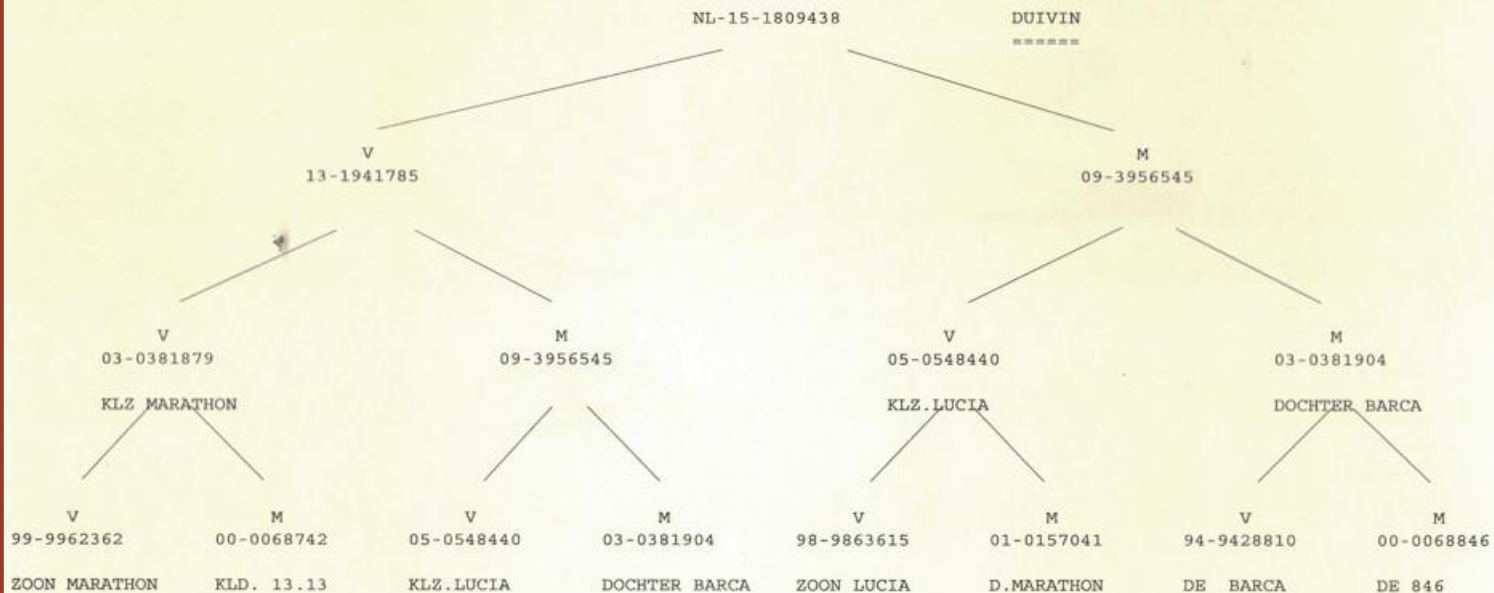 NL-15-1809438 DUIVIN
======
V M
13-1941785 09-3956545
V M V M
03-0381879 09-3956545 05-0548440 03-0381904
KLZ MARATHON KLZ.LUCIA DOCHTER BARCA
V M V M V M V M
99-9962362 00-0068742 05-0548440 03-0381904 98-9863615 01-0157041 94-9428810 00-0068846
ZOON MARATHON KLD. 13.13 KLZ.LUCIA DOCHTER BARCA ZOON LUCIA D.MARATHON DE BARCA DE 846